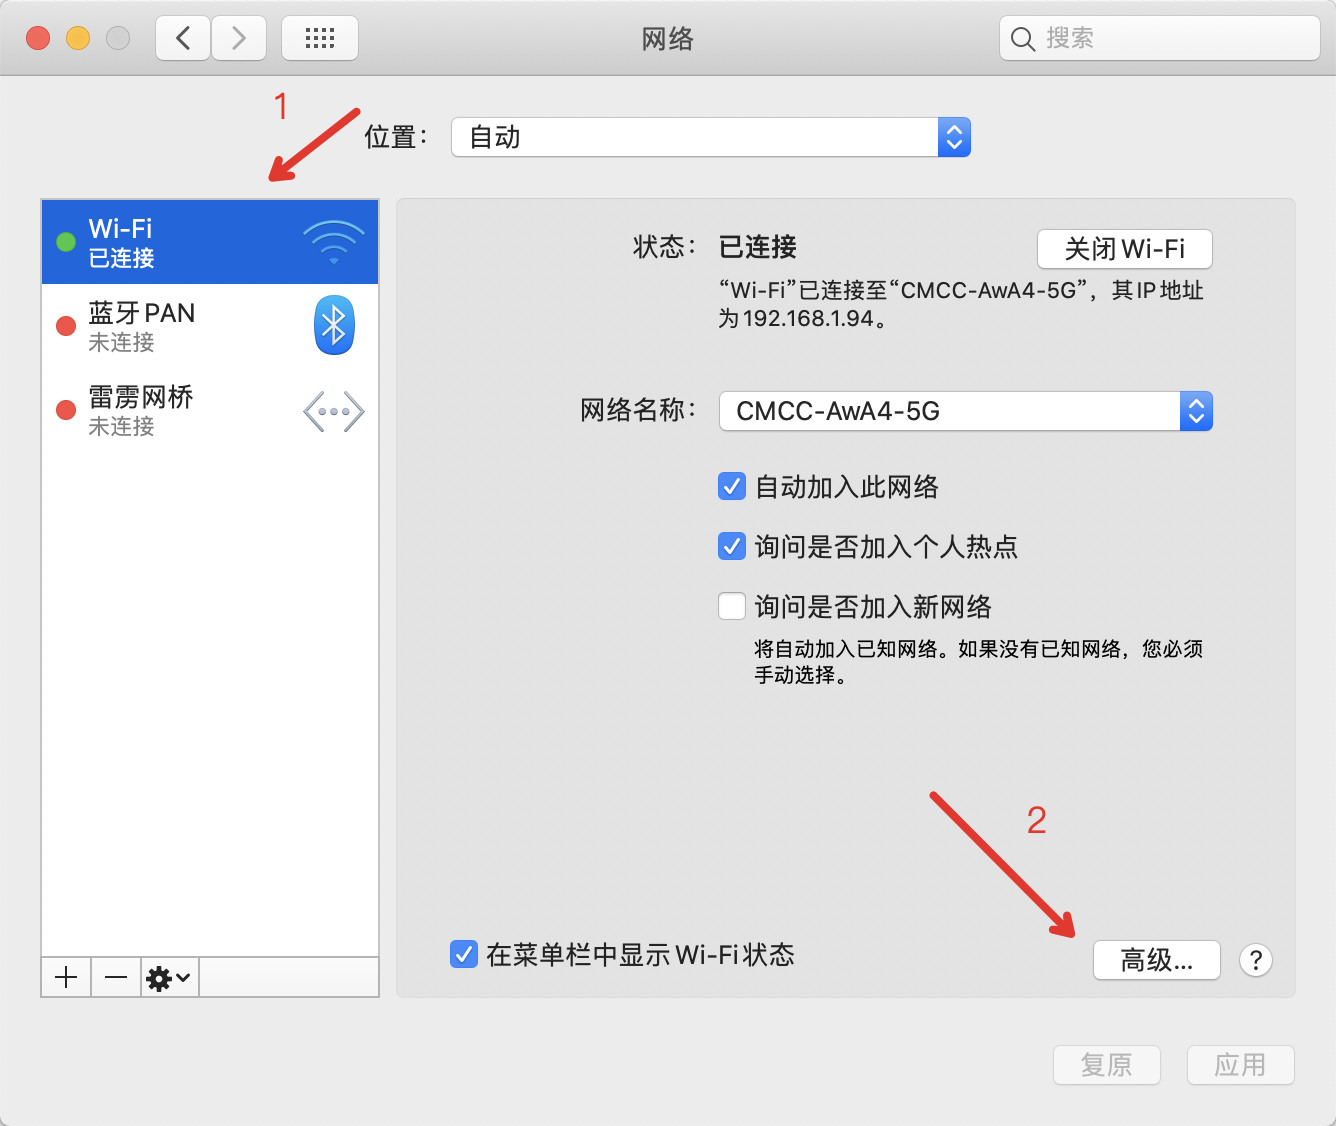 网络
搜索
1
位置：
自动
Wi-Fi
已连接
蓝牙 PAN
未连接
雷雳网桥
未连接
状态：
已连接
关闭 Wi-Fi
“Wi-Fi”已连接至“CMCC-AwA4-5G”，其 IP 地址
为 192.168.1.94。
网络名称：
CMCC-AwA4-5G
自动加入此网络
询问是否加入个人热点
询问是否加入新网络
将自动加入已知网络。如果没有已知网络，您必须
手动选择。
2
在菜单栏中显示 Wi-Fi 状态
高级...
?
复原
应用